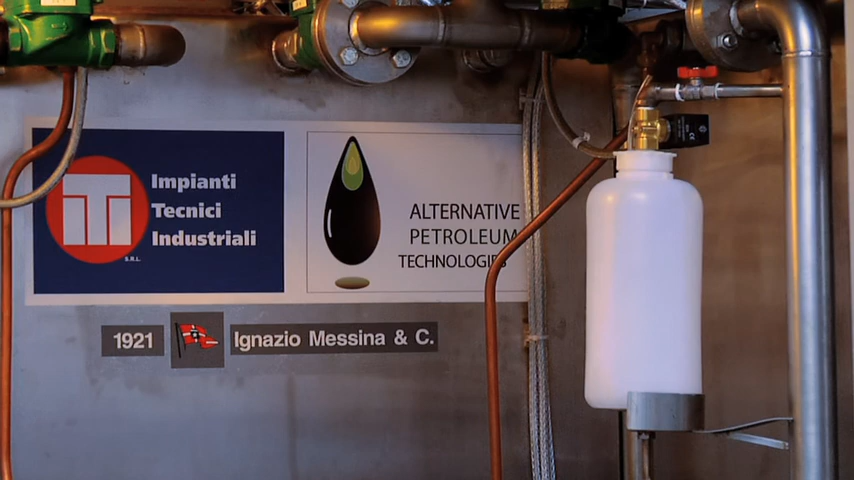 Impianti
Tecnici
Industriali
S.R.L.
ALTERNATIVE
PETROLEUM
TECHNOLOGIES
1921
Ignazio Messina & C.